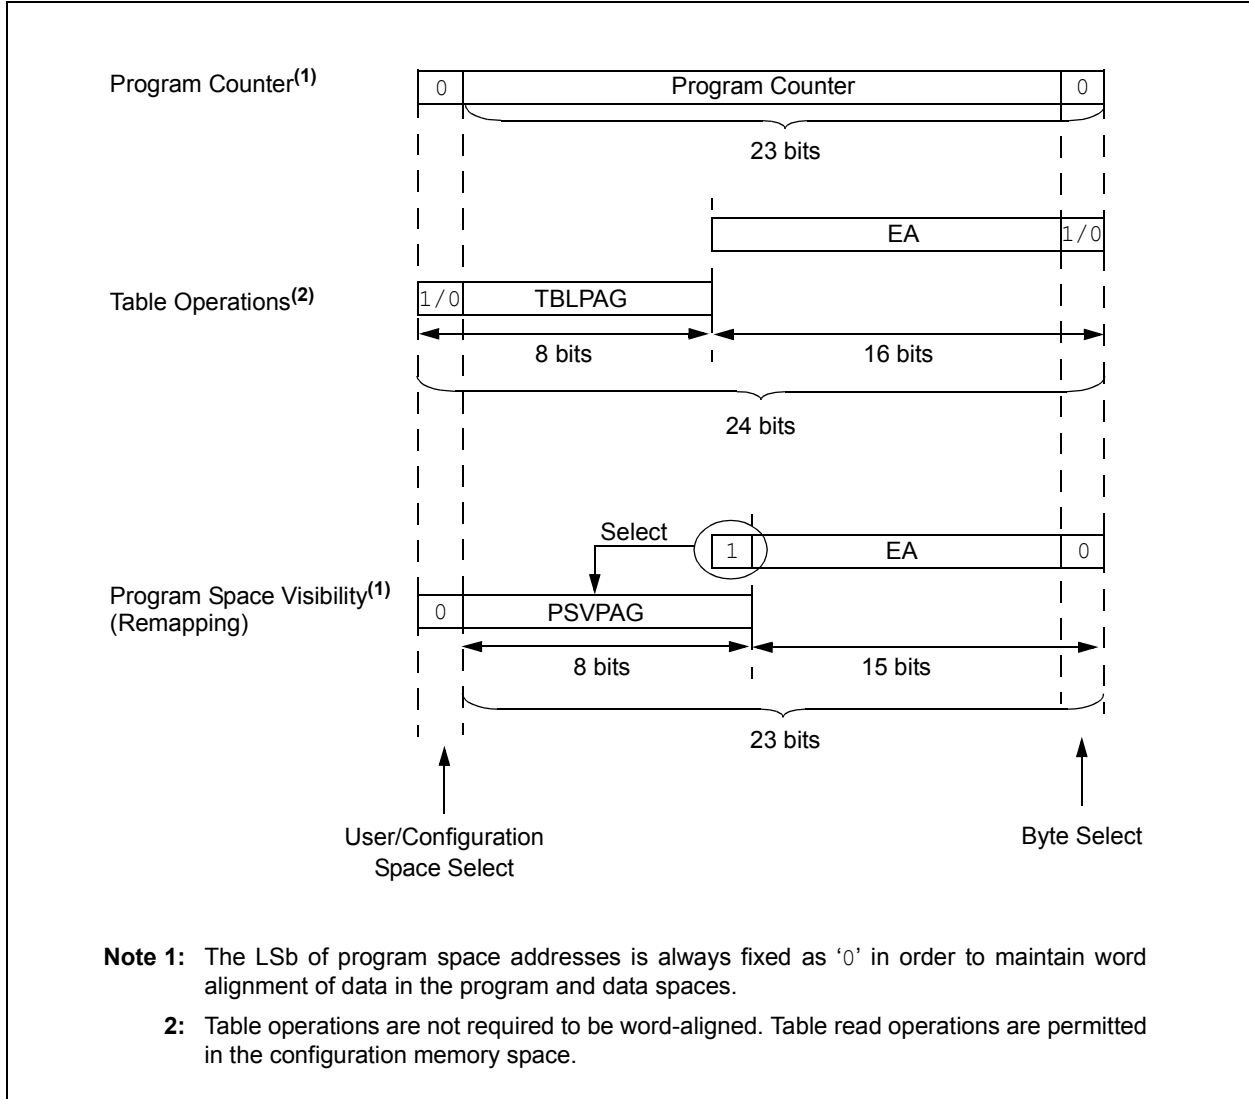 Program Counter(1)
0
Program Counter
0
23 bits
EA
1/0
Table Operations(2)
1/0
TBLPAG
8 bits
16 bits
24 bits
Select
1
EA
0
Program Space Visibility(1)
(Remapping)
0
PSVPAG
8 bits
15 bits
23 bits
User/Configuration
Space Select
Byte Select
Note 1: The LSb of program space addresses is always fixed as ‘0’ in order to maintain word
alignment of data in the program and data spaces.
2: Table operations are not required to be word-aligned. Table read operations are permitted
in the configuration memory space.